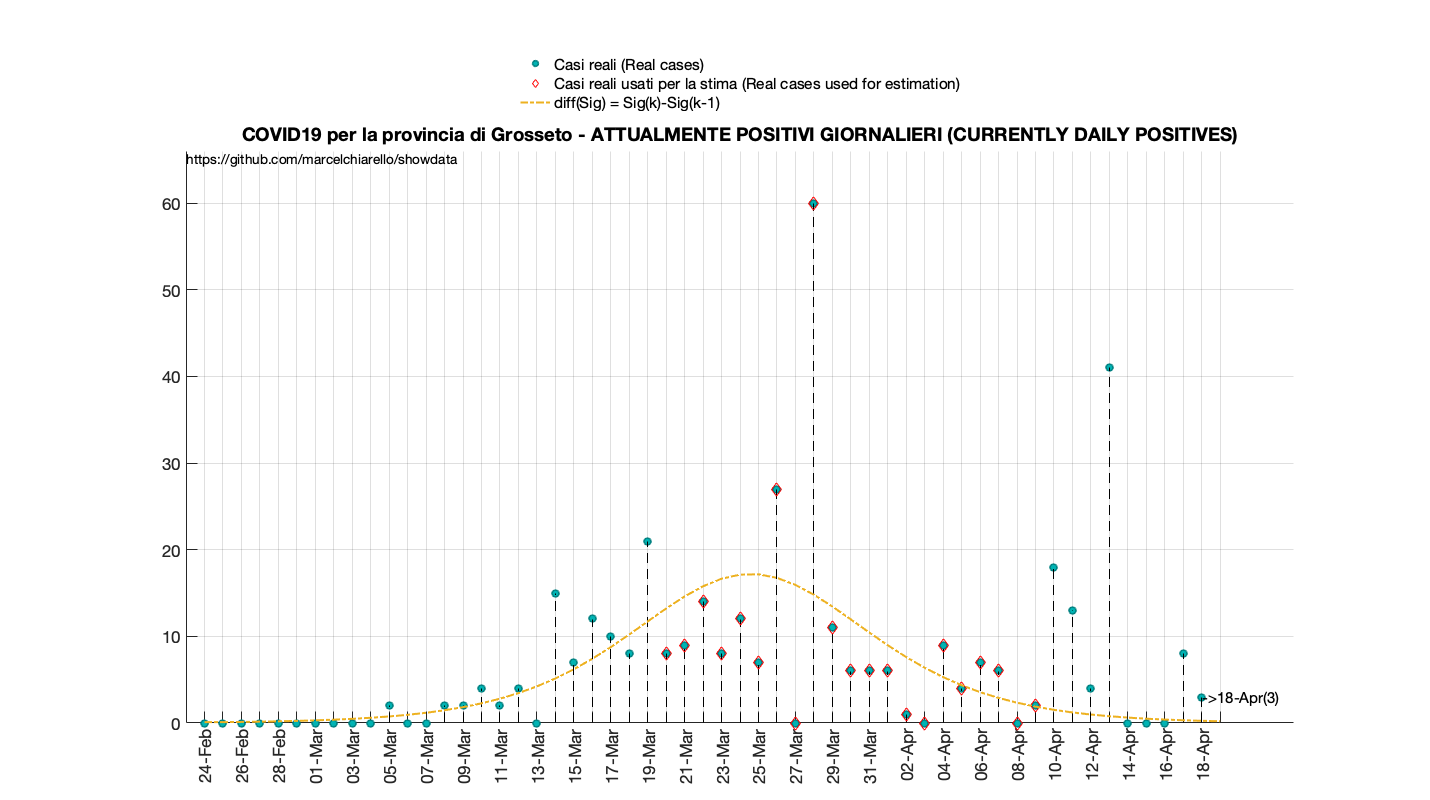 Casi reali (Real cases)
Casi reali usati per la stima (Real cases used for estimation)
diff(Sig) = Sig(k)-Sig(k-1)
COVID19 per la provincia di Grosseto - ATTUALMENTE POSITIVI GIORNALIERI (CURRENTLY DAILY POSITIVES)
https://github.com/marcelchiarello/showdata
60
50
40
30
20
10
0
->18-Apr(3)
24-Feb
26-Feb
28-Feb
01-Mar
03-Mar
05-Mar
07-Mar
09-Mar
11-Mar
13-Mar
15-Mar
17-Mar
19-Mar
21-Mar
23-Mar
25-Mar
27-Mar
29-Mar
31-Mar
02-Apr
04-Apr
06-Apr
08-Apr
10-Apr
12-Apr
14-Apr
16-Apr
18-Apr